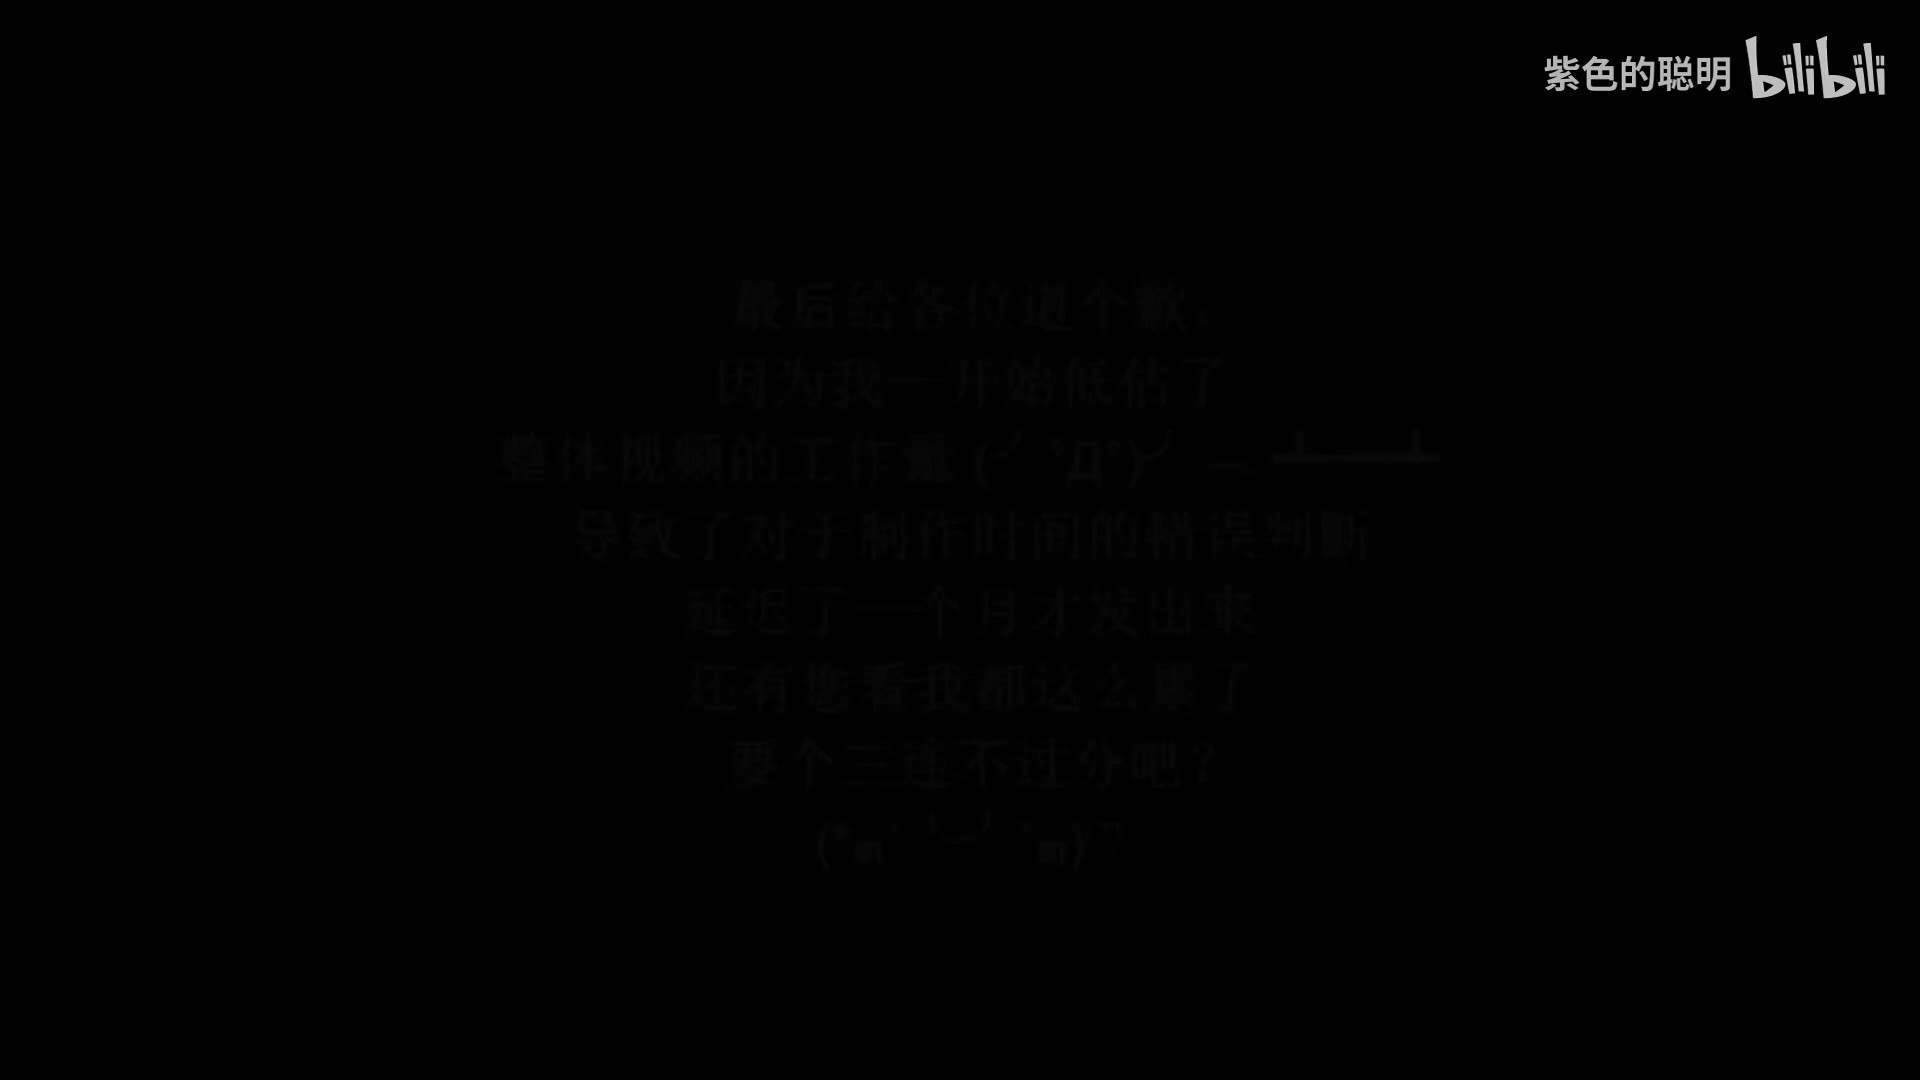 紫色的聪明 bilibili
最后给各位道个歉，
因为我一开始低估了
整体视频的工作量 (╯°Д°)╯ ︵ ┻━┻
导致了对于制作时间的错误判断
延迟了一个月才发出来
还有您看我都这么累了
要个三连不过分吧？
(*ฅ́˘ฅ̀*)♡